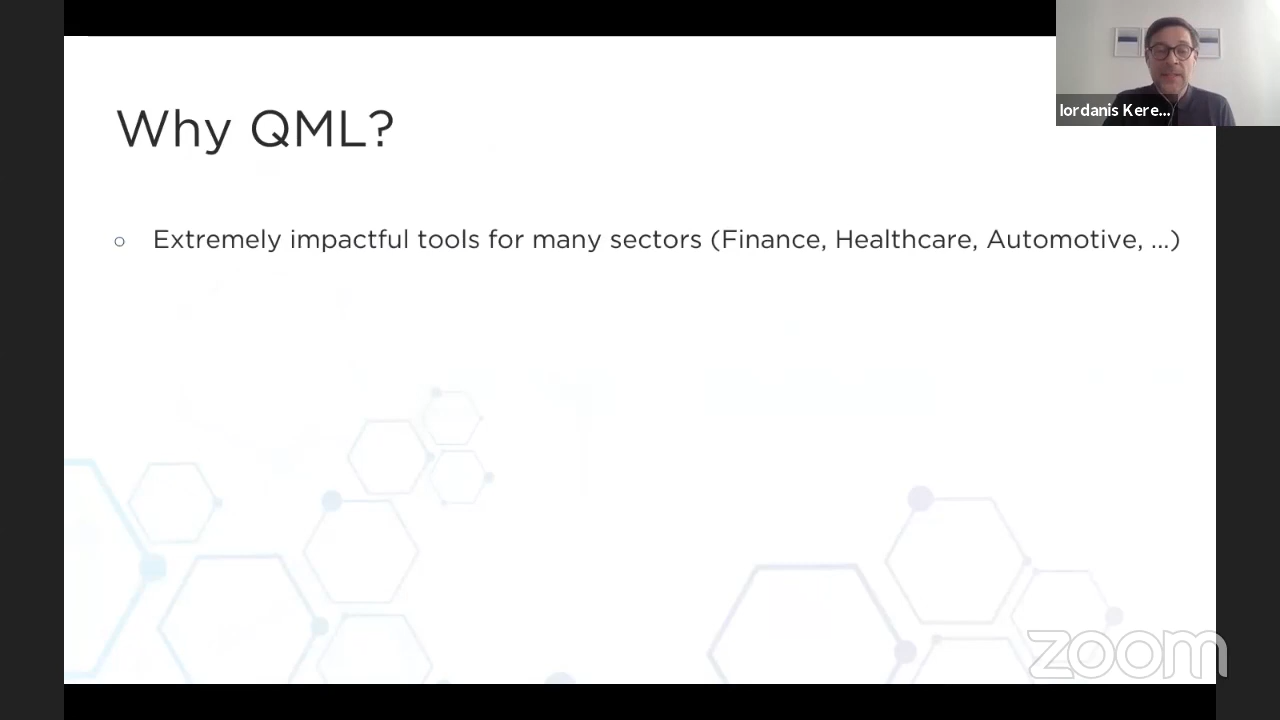 Why QML?
Extremely impactful tools for many sectors (Finance, Healthcare, Automotive, ...)
Iordanis Kere...
zoom